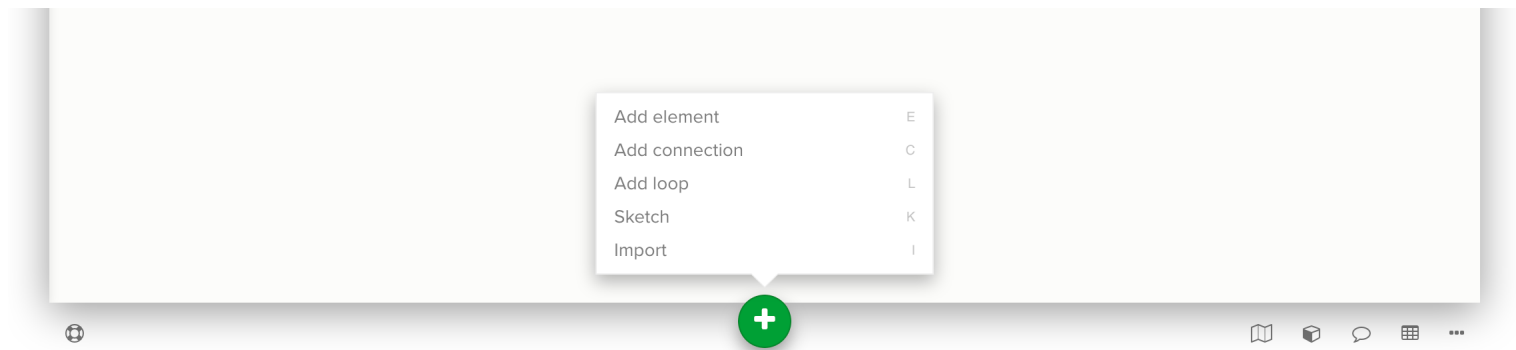 Add element E
Add connection C
Add loop L
Sketch K
Import I